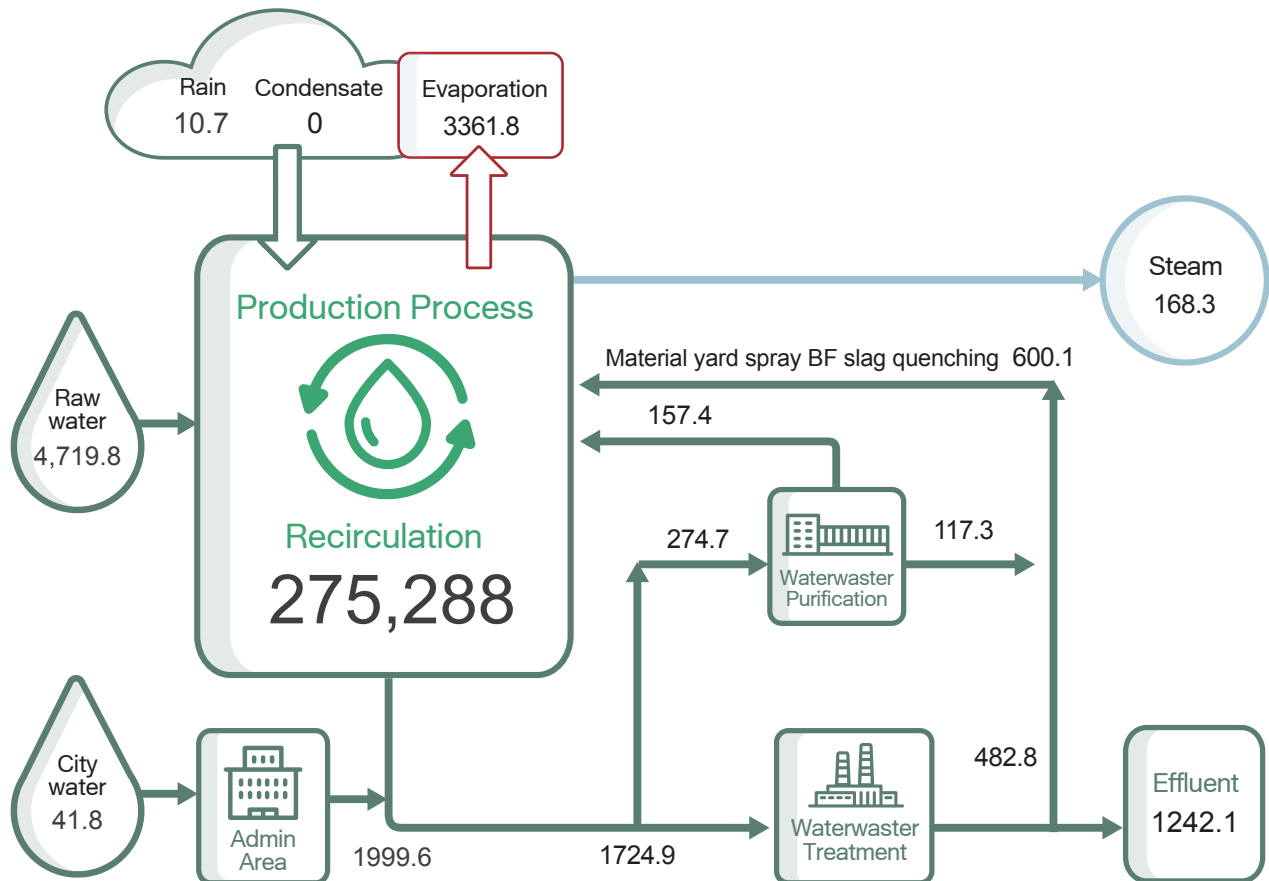 Rain
10.7
Condensate
0
Evaporation
3361.8
Production Process
Recirculation
275,288
Steam
168.3
Raw
water
4,719.8
Material yard spray BF slag quenching 600.1
157.4
274.7
Waterwaster
Purification
117.3
City
water
41.8
Admin
Area
1999.6
1724.9
Waterwaster
Treatment
482.8
Effluent
1242.1